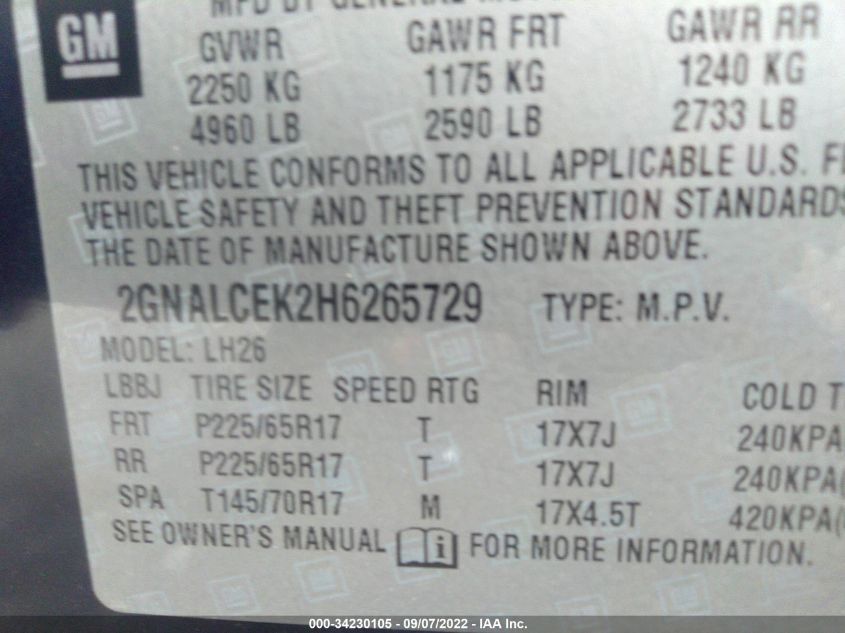 GM
MFD BY GENERAL
GVWR GAWR FRT GAWR RR
2250 KG 1175 KG 1240 KG
4960 LB 2590 LB 2733 LB
THIS VEHICLE CONFORMS TO ALL APPLICABLE U.S.
VEHICLE SAFETY AND THEFT PREVENTION STANDARDS
THE DATE OF MANUFACTURE SHOWN ABOVE.
2GNALCEK2H6265729 TYPE: M.P.V.
MODEL: LH26
LBBJ TIRE SIZE SPEED RTG RIM COLD T
FRT P225/65R17 T 17X7J 240KPA
RR P225/65R17 T 17X7J 240KPA(
SPA T145/70R17 M 17X4.5T 420KPA(
SEE OWNER'S MANUAL i FOR MORE INFORMATION.
000-34230105 - 09/07/2022 - IAA Inc.